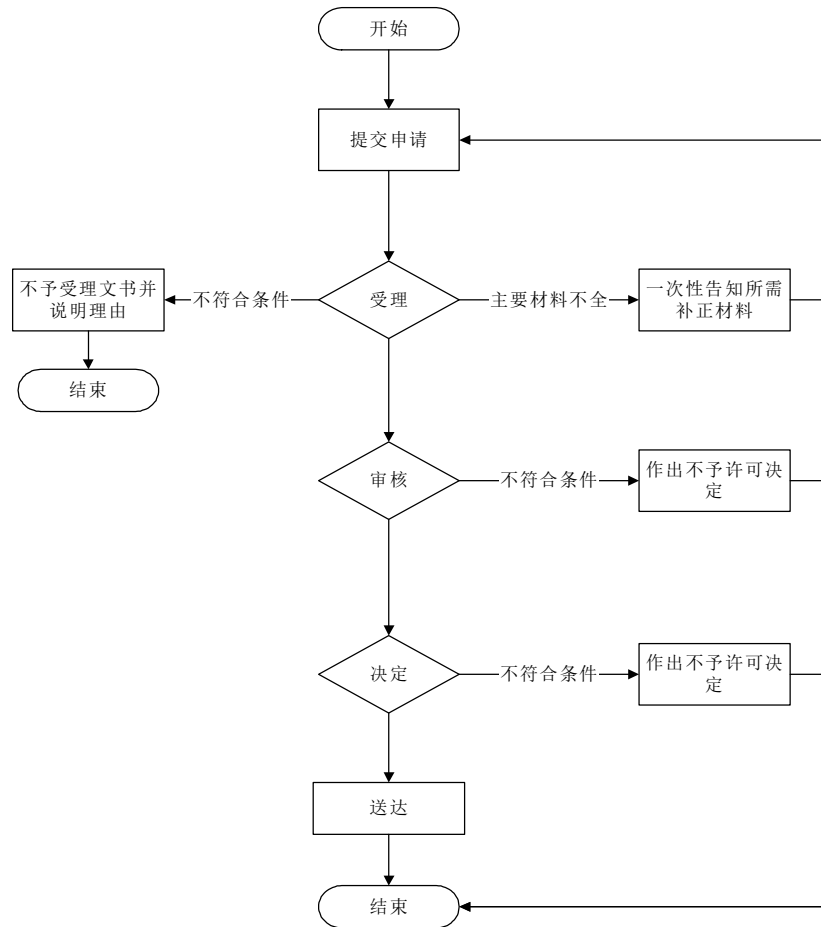 开始
提交申请
不予受理文书并
说明理由
不符合条件
受理
主要材料不全
一次性告知所需
补正材料
结束
审核
不符合条件
作出不予许可决
定
决定
不符合条件
作出不予许可决
定
送达
结束